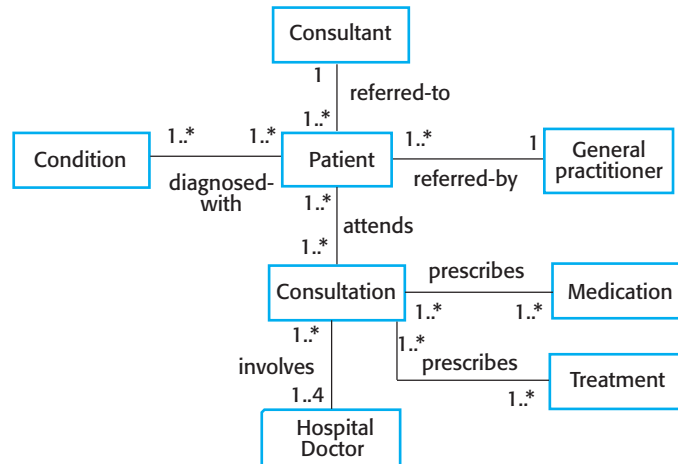 Consultant
1
referred-to
1..*
1..*
1..*
1..*
1
Condition
Patient
General
practitioner
diagnosed-
with
referred-by
1..*
attends
1..*
prescribes
Consultation
Medication
1..*
1..*
1..*
1..*
involves
prescribes
Treatment
1..4
1..*
Hospital
Doctor